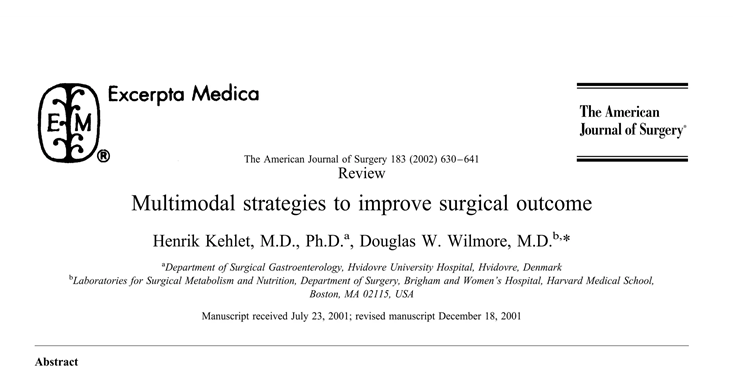 Excerpta Medica
E M
®
The American
Journal of Surgery®
The American Journal of Surgery 183 (2002) 630–641
Review
Multimodal strategies to improve surgical outcome
Henrik Kehlet, M.D., Ph.D.ᵃ, Douglas W. Wilmore, M.D.ᵇ,*
ᵃDepartment of Surgical Gastroenterology, Hvidovre University Hospital, Hvidovre, Denmark
ᵇLaboratories for Surgical Metabolism and Nutrition, Department of Surgery, Brigham and Women's Hospital, Harvard Medical School,
Boston, MA 02115, USA
Manuscript received July 23, 2001; revised manuscript December 18, 2001
Abstract